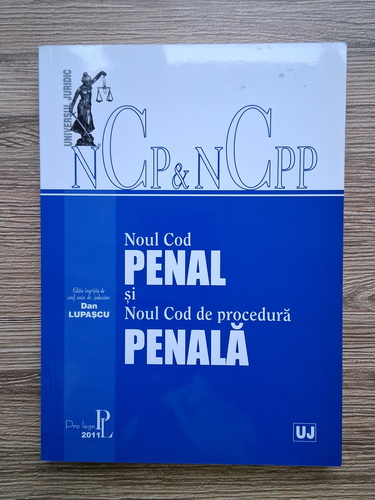 UNIVERSUL JURIDIC
NCP & NCPP
Noul Cod
PENAL
și
Noul Cod de procedură
PENALĂ
Ediție îngrijită de
conf. univ. dr., judecător
Dan
LUPAȘCU
Pro lege PL
2011
UJ